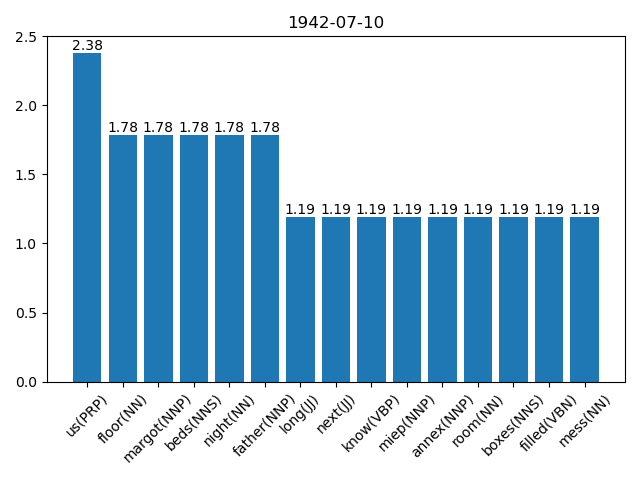 1942-07-10
2.5
2.0
1.5
1.0
0.5
0.0
2.38
1.78 1.78 1.78 1.78 1.78
1.19 1.19 1.19 1.19 1.19 1.19 1.19 1.19 1.19
us(PRP)
floor(NN)
margot(NNP)
beds(NNS)
night(NN)
father(NNP)
long(JJ)
next(JJ)
know(VBP)
miep(NNP)
annex(NNP)
room(NN)
boxes(NNS)
filled(VBN)
mess(NN)